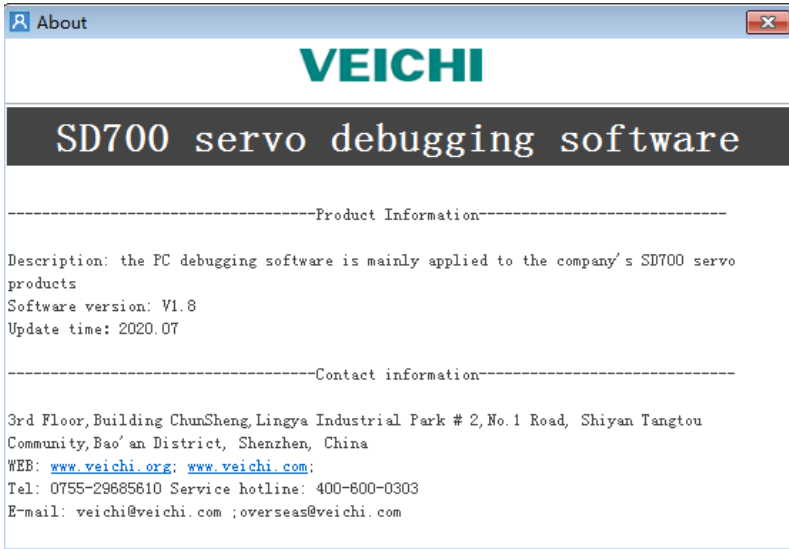 About
VEICHI
SD700 servo debugging software
------------------------------------Product Information-----------------------------
Description: the PC debugging software is mainly applied to the company's SD700 servo
products
Software version: V1.8
Update time: 2020.07
------------------------------------Contact information------------------------------
3rd Floor,Building ChunSheng,Lingya Industrial Park # 2,No.1 Road, Shiyan Tangtou
Community,Bao'an District, Shenzhen, China
WEB: www.veichi.org; www.veichi.com;
Tel: 0755-29685610 Service hotline: 400-600-0303
E-mail: veichi@veichi.com ;overseas@veichi.com